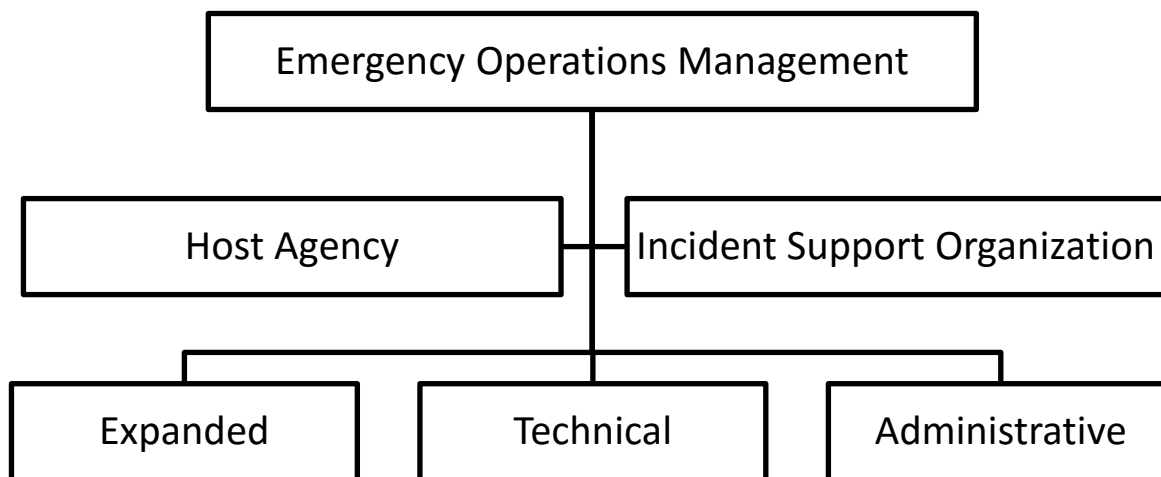 Emergency Operations Management
Host Agency
Incident Support Organization
Expanded
Technical
Administrative